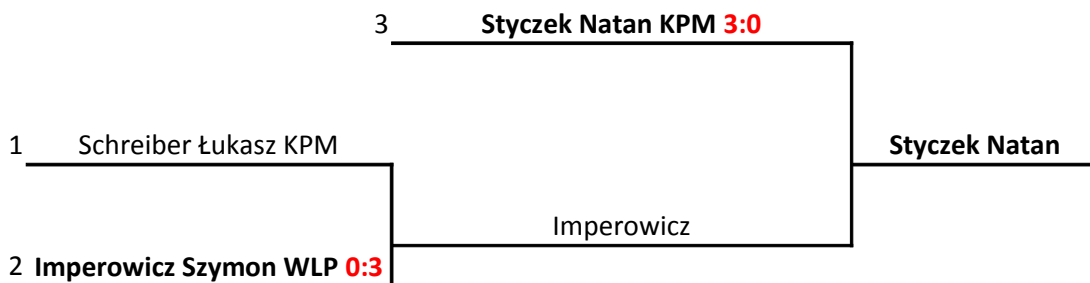 3 Styczek Natan KPM 3:0
1 Schreiber Łukasz KPM
Styczek Natan
Imperowicz
2 Imperowicz Szymon WLP 0:3